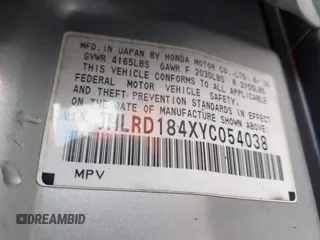 MFD. IN JAPAN BY HONDA MOTOR CO.,LTD.
GVWR 4165LBS GAWR F 2030LBS R 2155LBS
THIS VEHICLE CONFORMS TO ALL APPLICABLE
FEDERAL MOTOR VEHICLE SAFETY
AND THEFT PREVENTION STANDARDS IN EFFECT
ON THE DATE OF MANUFACTURE SHOWN ABOVE
V.I.N. JHLRD184XYC054038
MPV
DREAMBID